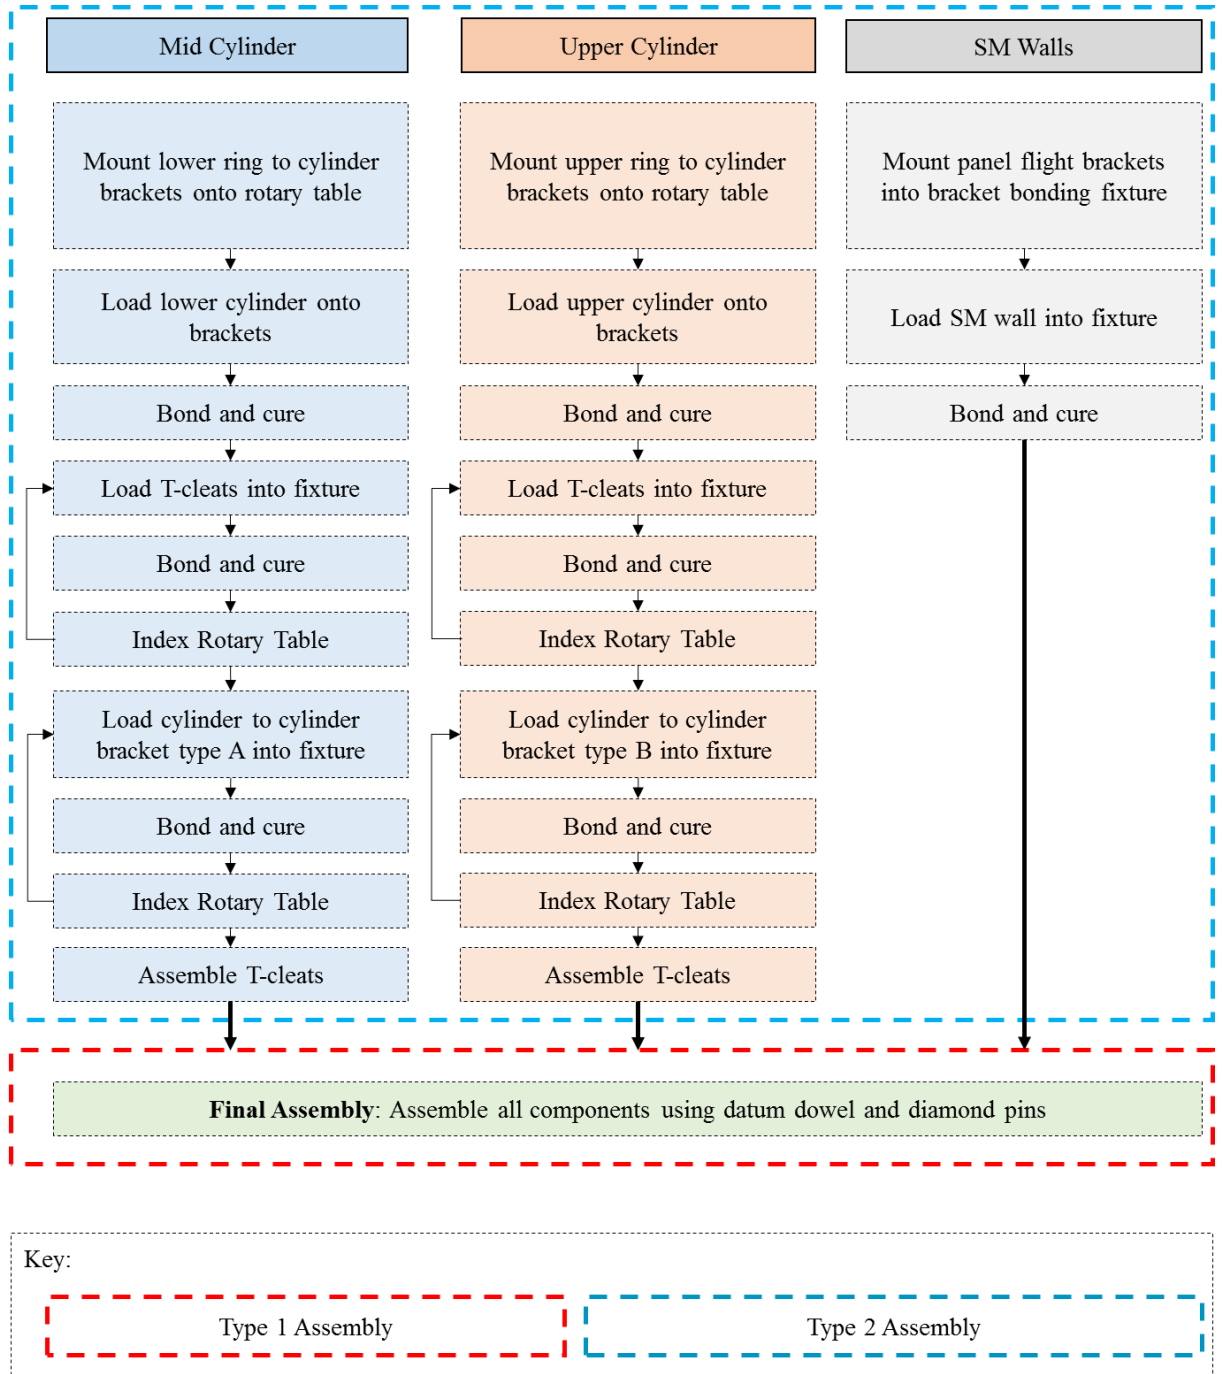 Mid Cylinder
Mount lower ring to cylinder
brackets onto rotary table
Load lower cylinder onto
brackets
Bond and cure
Load T-cleats into fixture
Bond and cure
Index Rotary Table
Load cylinder to cylinder
bracket type A into fixture
Bond and cure
Index Rotary Table
Assemble T-cleats
Upper Cylinder
Mount upper ring to cylinder
brackets onto rotary table
Load upper cylinder onto
brackets
Bond and cure
Load T-cleats into fixture
Bond and cure
Index Rotary Table
Load cylinder to cylinder
bracket type B into fixture
Bond and cure
Index Rotary Table
Assemble T-cleats
SM Walls
Mount panel flight brackets
into bracket bonding fixture
Load SM wall into fixture
Bond and cure
Final Assembly: Assemble all components using datum dowel and diamond pins
Key:
Type 1 Assembly
Type 2 Assembly